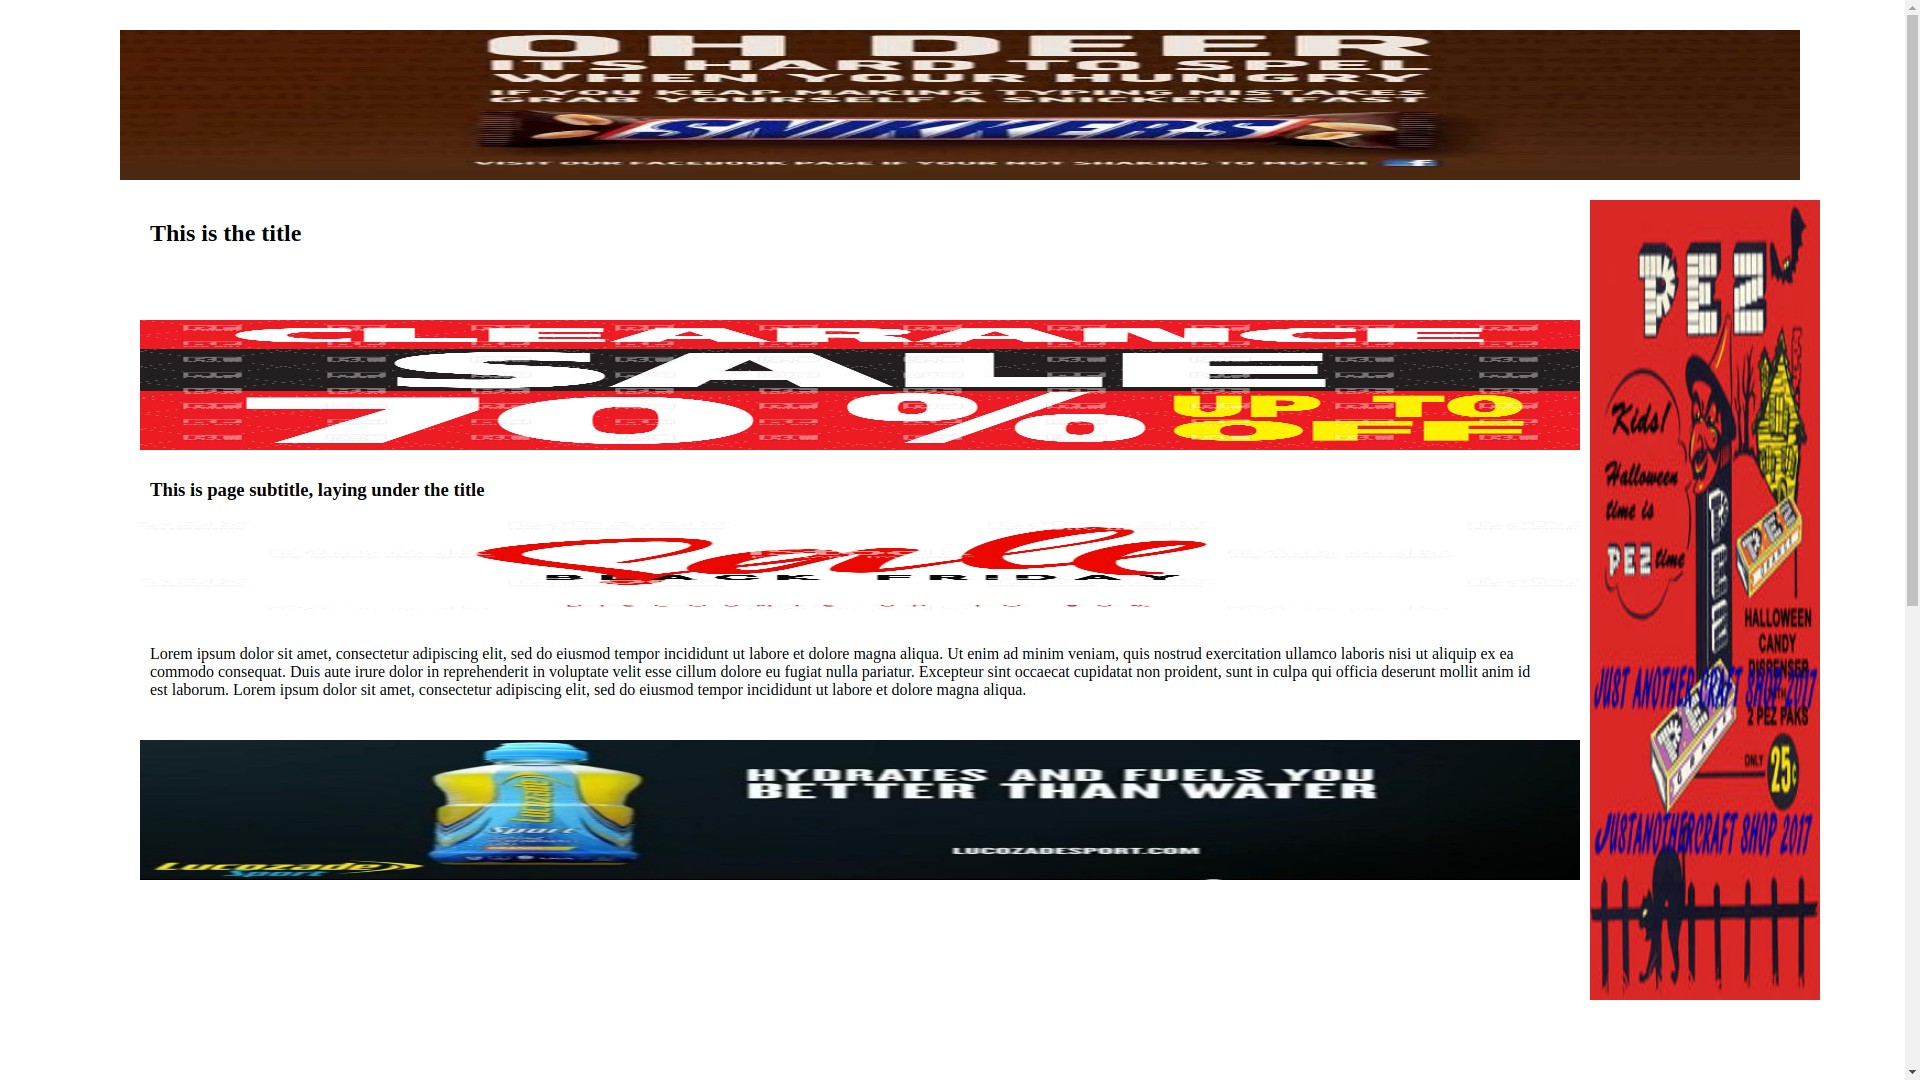 OH DEER
ITS HARD TO SPEL
WHEN YOUR HUNGRY
IF YOU KEAP MAKING TYPING MISTAKES
GRAB YOURSELF A SNICKERS FAST
SNIKKERS
VISIT OUR FACEBOOK PAGE IF YOUR NOT SHAKING TO MUTCH f
This is the title
CLEARANCE
SALE
70% UP TO
OFF
This is page subtitle, laying under the title
Sale
BLACK FRIDAY
Lorem ipsum dolor sit amet, consectetur adipiscing elit, sed do eiusmod tempor incididunt ut labore et dolore magna aliqua. Ut enim ad minim veniam, quis nostrud exercitation ullamco laboris nisi ut aliquip ex ea
commodo consequat. Duis aute irure dolor in reprehenderit in voluptate velit esse cillum dolore eu fugiat nulla pariatur. Excepteur sint occaecat cupidatat non proident, sunt in culpa qui officia deserunt mollit anim id
est laborum. Lorem ipsum dolor sit amet, consectetur adipiscing elit, sed do eiusmod tempor incididunt ut labore et dolore magna aliqua.
HYDRATES AND FUELS YOU
BETTER THAN WATER
Lucozade
Sport
LUCOZADESPORT.COM
Lucozade
Sport
PEZ
Kids!
Halloween
time is
PEZ time
PEZ
PEZ
HALLOWEEN
CANDY
DISPENSER
WITH
2 PEZ PAKS
JUST ANOTHER CRAFT SHOP 2017
PEZ
ONLY
25¢
JUSTANOTHERCRAFT SHOP 2017